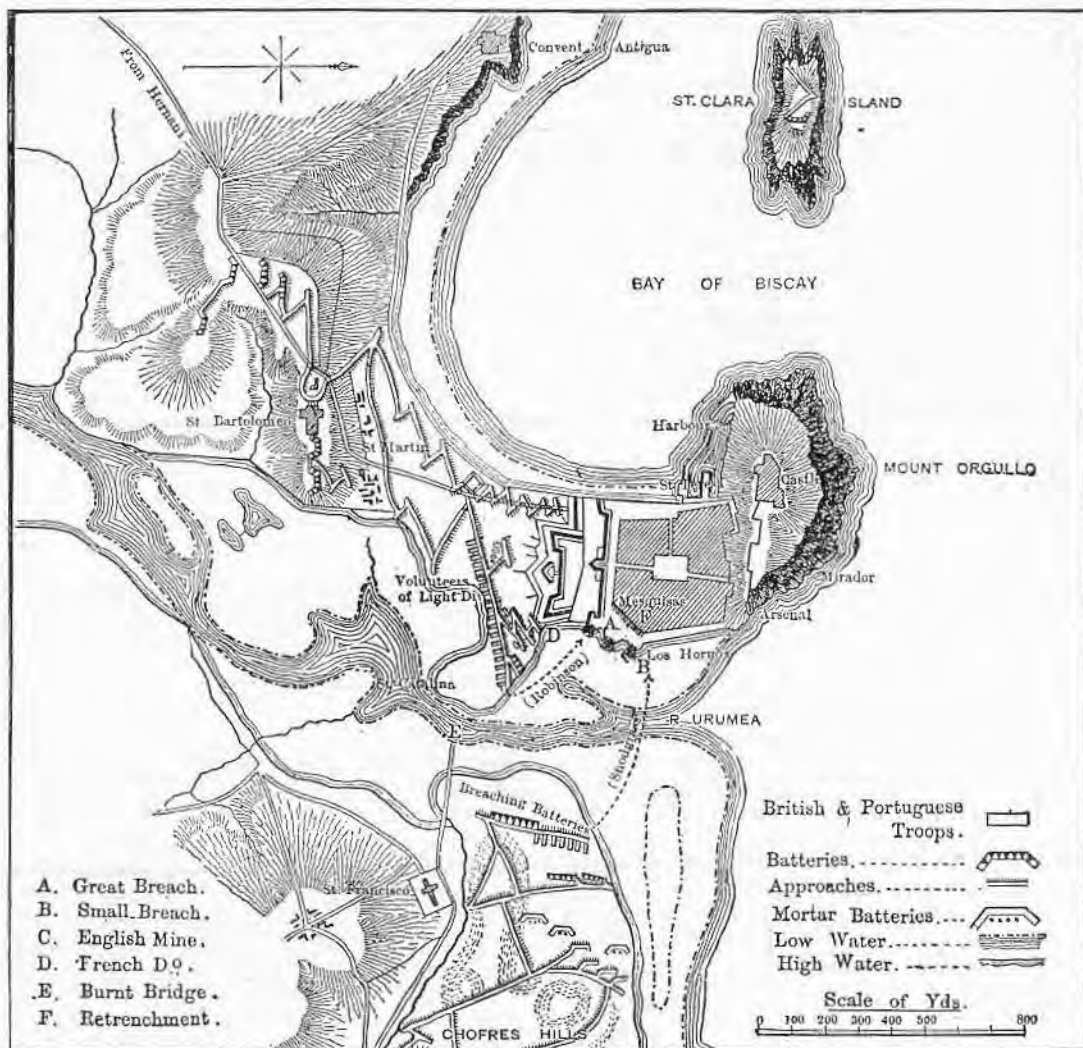 From Hernani
Convent of Antigua
ST. CLARA ISLAND
BAY OF BISCAY
Harbour
Castle
MOUNT ORGULLO
St Bartolomeo
St Martin
Mirador
Arsenal
Volunteers
of Light Di
Mesquisas
F
D
Los Hornos
B
(Robinson)
R. URUMEA
E
Breaching Batteries
St. Francisco
CHOFRES HILLS
A. Great Breach.
B. Small Breach.
C. English Mine.
D. French Do.
E. Burnt Bridge.
F. Retrenchment.
British & Portuguese
Troops.
Batteries.
Approaches.
Mortar Batteries.
Low Water.
High Water.
Scale of Yds.
0 100 200 300 400 500 800